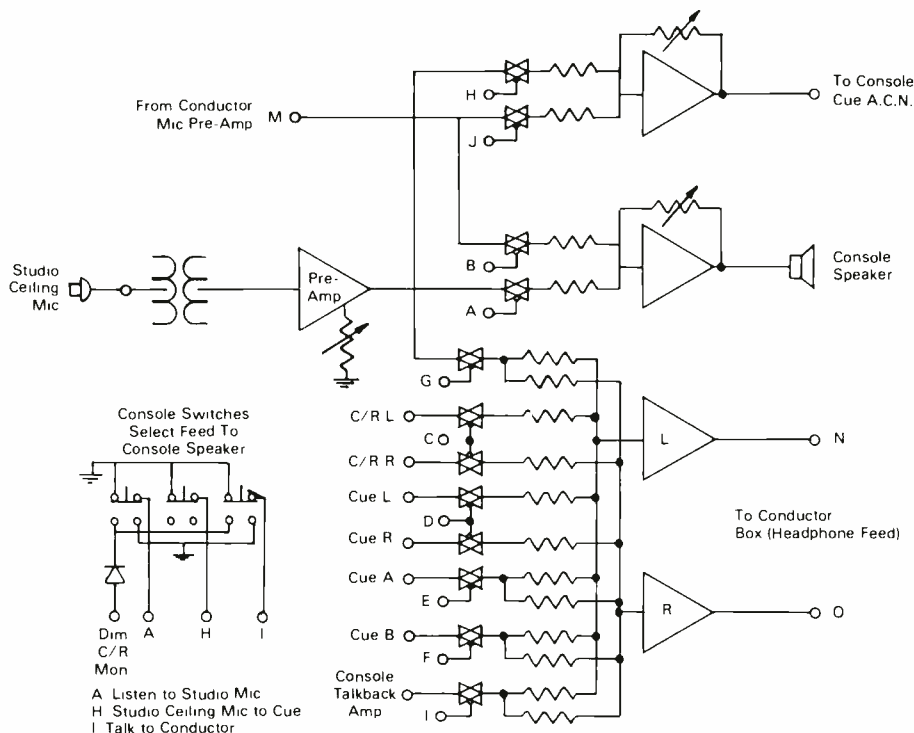 H
To Console
Cue A.C.N.
From Conductor
Mic Pre-Amp
M
J
Studio
Ceiling
Mic
Pre-
Amp
B
A
Console
Speaker
G
Console Switches
Select Feed To
Console Speaker
C/R L
C
C/R R
L
N
Cue L
D
Cue R
To Conductor
Box (Headphone Feed)
Cue A
E
R
O
Cue B
F
Dim
C/R
Mon
A
H
I
Console
Talkback
Amp
I
A Listen to Studio Mic
H Studio Ceiling Mic to Cue
I Talk to Conductor